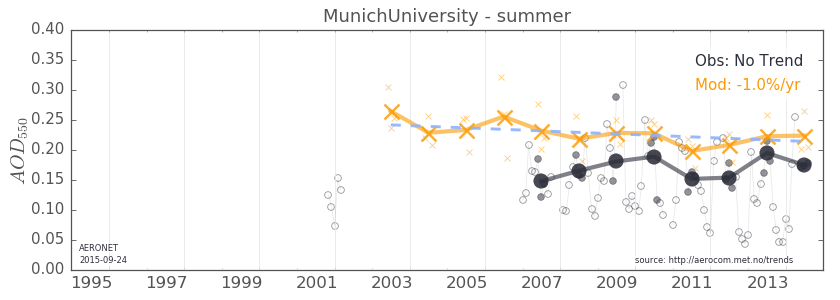 MunichUniversity - summer
0.40
0.35
0.30
0.25
0.20
0.15
0.10
0.05
0.00
AOD550
Obs: No Trend
Mod: -1.0%/yr
AERONET
2015-09-24
source: http://aerocom.met.no/trends
1995 1997 1999 2001 2003 2005 2007 2009 2011 2013